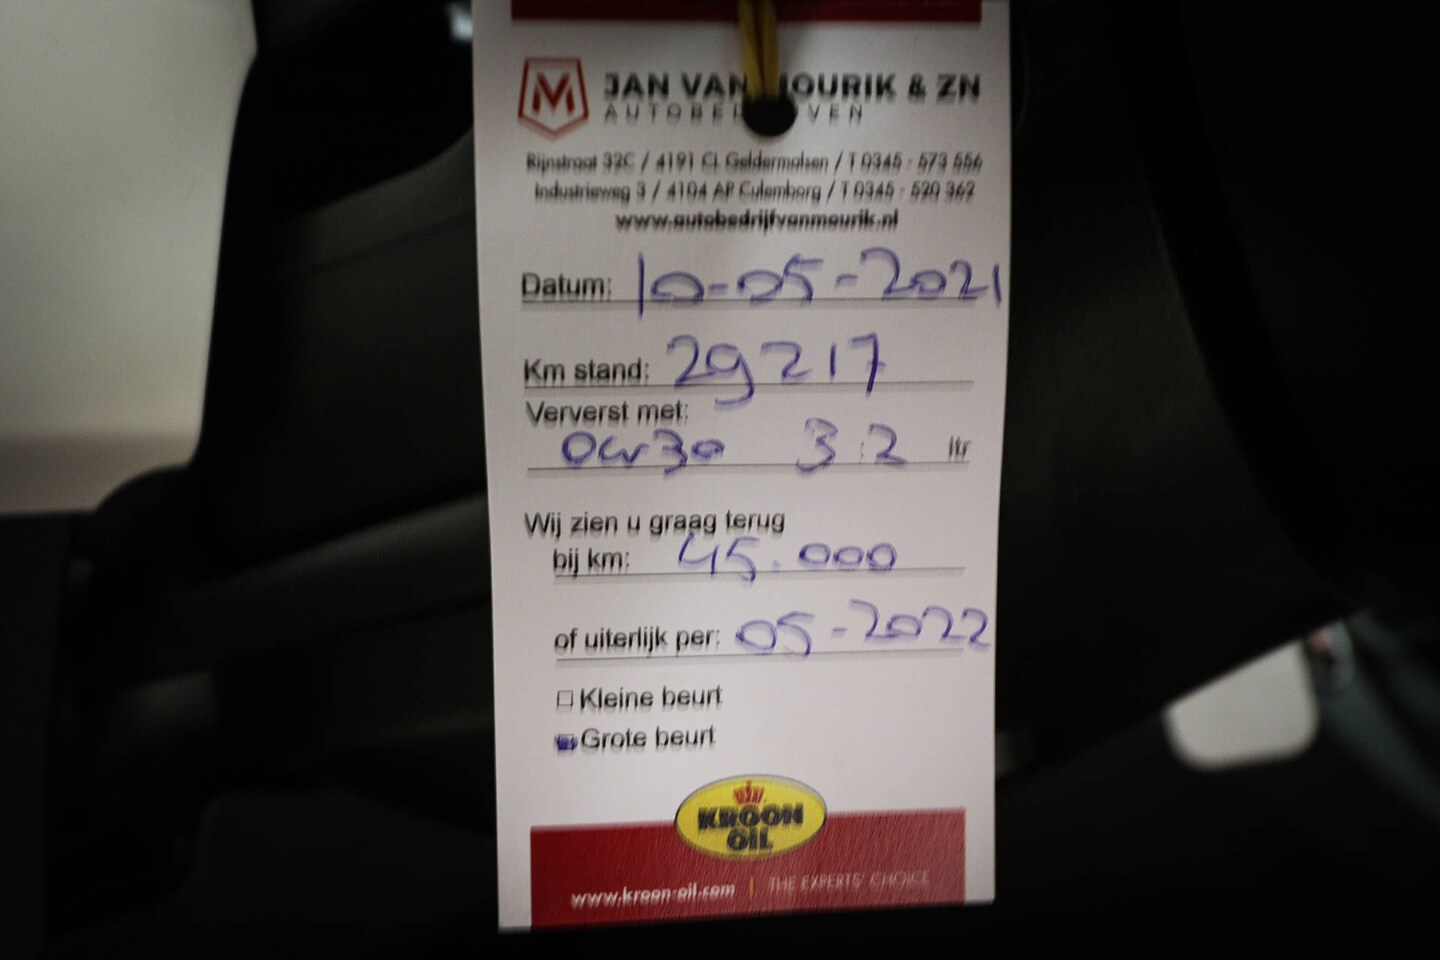 M
JAN VAN MOURIK & ZN
AUTOBEDRIJVEN
Rijnstraat 32C / 4191 CL Geldermalsen / T 0345 - 573 556
Industrieweg 3 / 4104 AP Culemborg / T 0345 - 520 362
www.autobedrijfvanmourik.nl
Datum: 10-05-2021
Km stand: 29217
Ververst met:
0w30 3.2 ltr
Wij zien u graag terug
bij km: 45.000
of uiterlijk per: 05-2022
Kleine beurt
Grote beurt
KROON
OIL
www.kroon-oil.com | THE EXPERTS' CHOICE